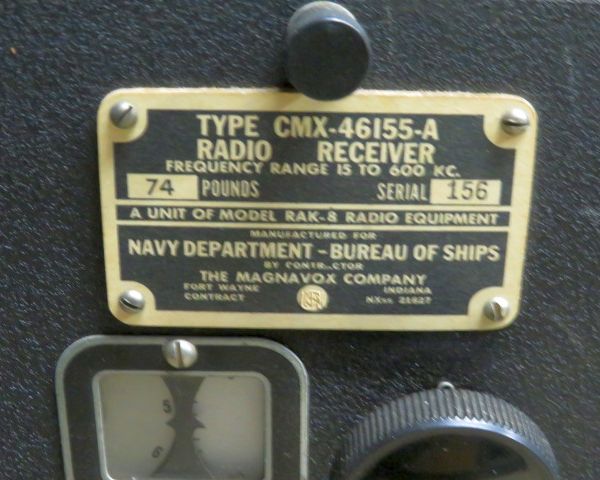 TYPE CMX-46155-A
RADIO RECEIVER
FREQUENCY RANGE 15 TO 600 KC.
74 POUNDS SERIAL 156
A UNIT OF MODEL RAK-8 RADIO EQUIPMENT
MANUFACTURED FOR
NAVY DEPARTMENT - BUREAU OF SHIPS
BY CONTRACTOR
THE MAGNAVOX COMPANY
FORT WAYNE INDIANA
CONTRACT NXss 21627
5
6